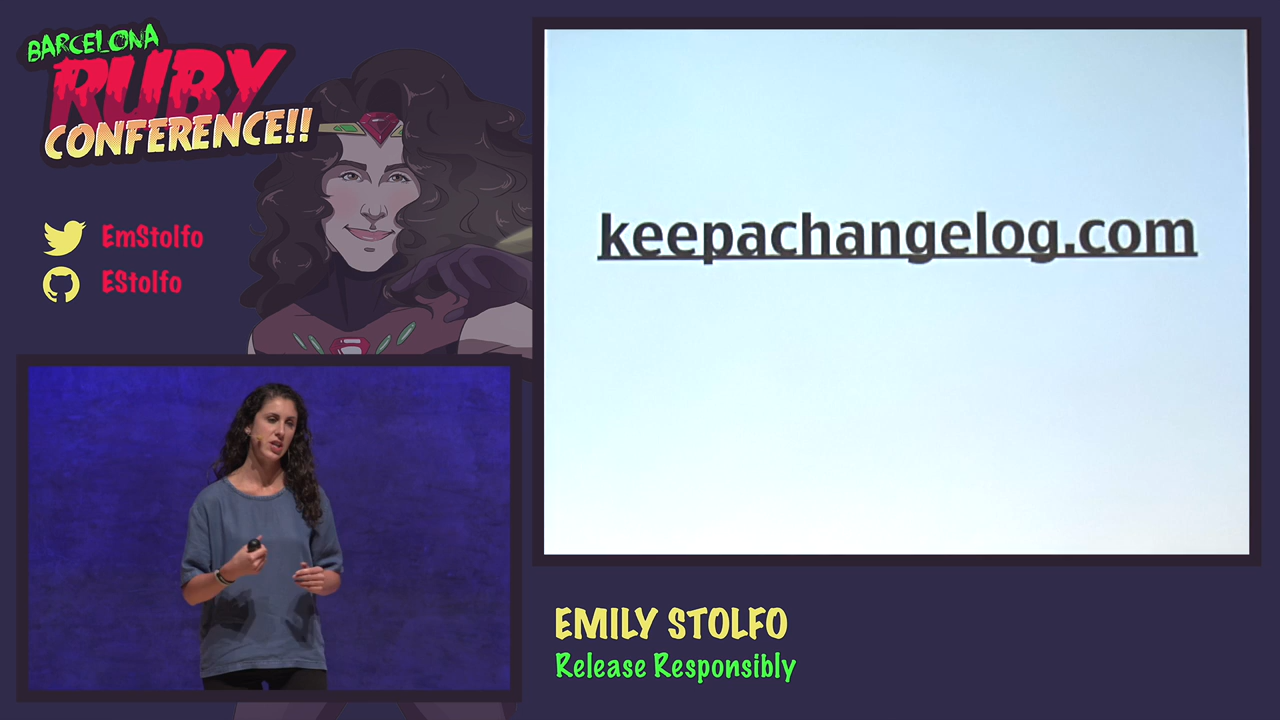 BARCELONA
RUBY
CONFERENCE!!
EmStolfo
EStolfo
keepachangelog.com
EMILY STOLFO
Release Responsibly